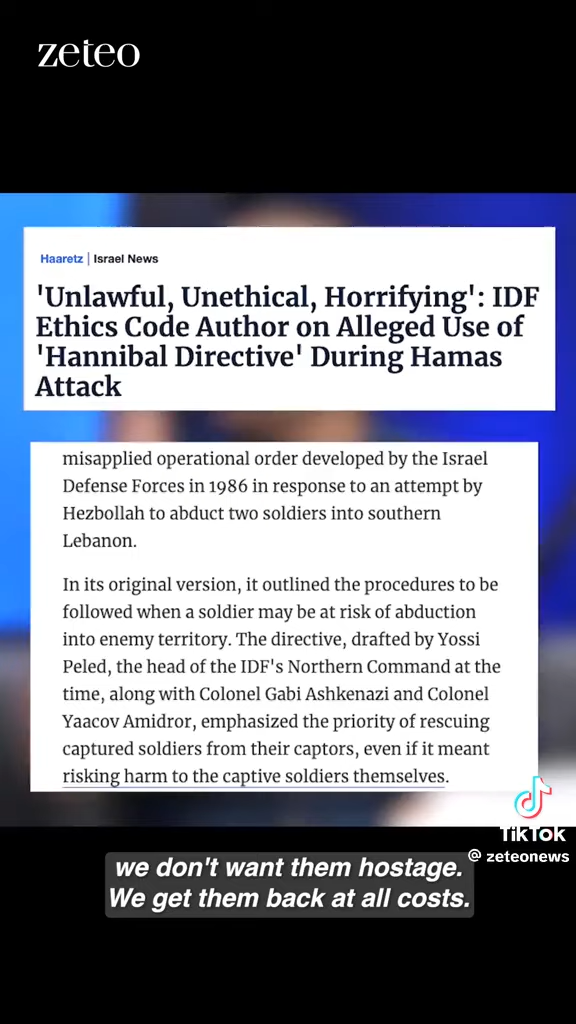 zeteo
Haaretz | Israel News
'Unlawful, Unethical, Horrifying': IDF
Ethics Code Author on Alleged Use of
'Hannibal Directive' During Hamas
Attack
misapplied operational order developed by the Israel
Defense Forces in 1986 in response to an attempt by
Hezbollah to abduct two soldiers into southern
Lebanon.
In its original version, it outlined the procedures to be
followed when a soldier may be at risk of abduction
into enemy territory. The directive, drafted by Yossi
Peled, the head of the IDF's Northern Command at the
time, along with Colonel Gabi Ashkenazi and Colonel
Yaacov Amidror, emphasized the priority of rescuing
captured soldiers from their captors, even if it meant
risking harm to the captive soldiers themselves.
TikTok
@ zeteonews
we don't want them hostage.
We get them back at all costs.